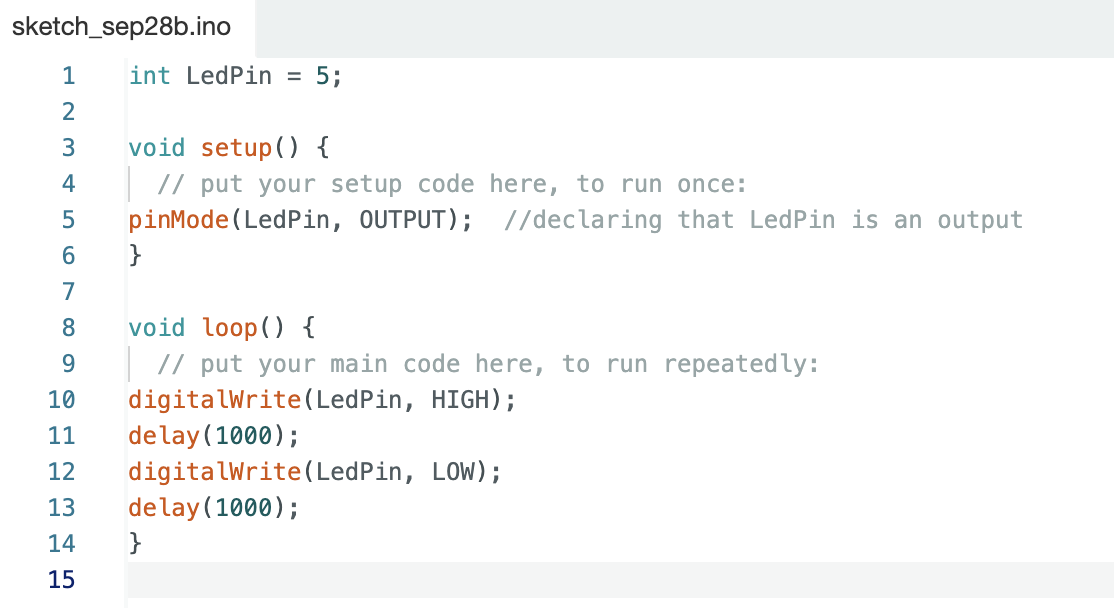 sketch_sep28b.ino
1 int LedPin = 5;
2
3 void setup() {
4   // put your setup code here, to run once:
5 pinMode(LedPin, OUTPUT);  //declaring that LedPin is an output
6 }
7
8 void loop() {
9   // put your main code here, to run repeatedly:
10 digitalWrite(LedPin, HIGH);
11 delay(1000);
12 digitalWrite(LedPin, LOW);
13 delay(1000);
14 }
15